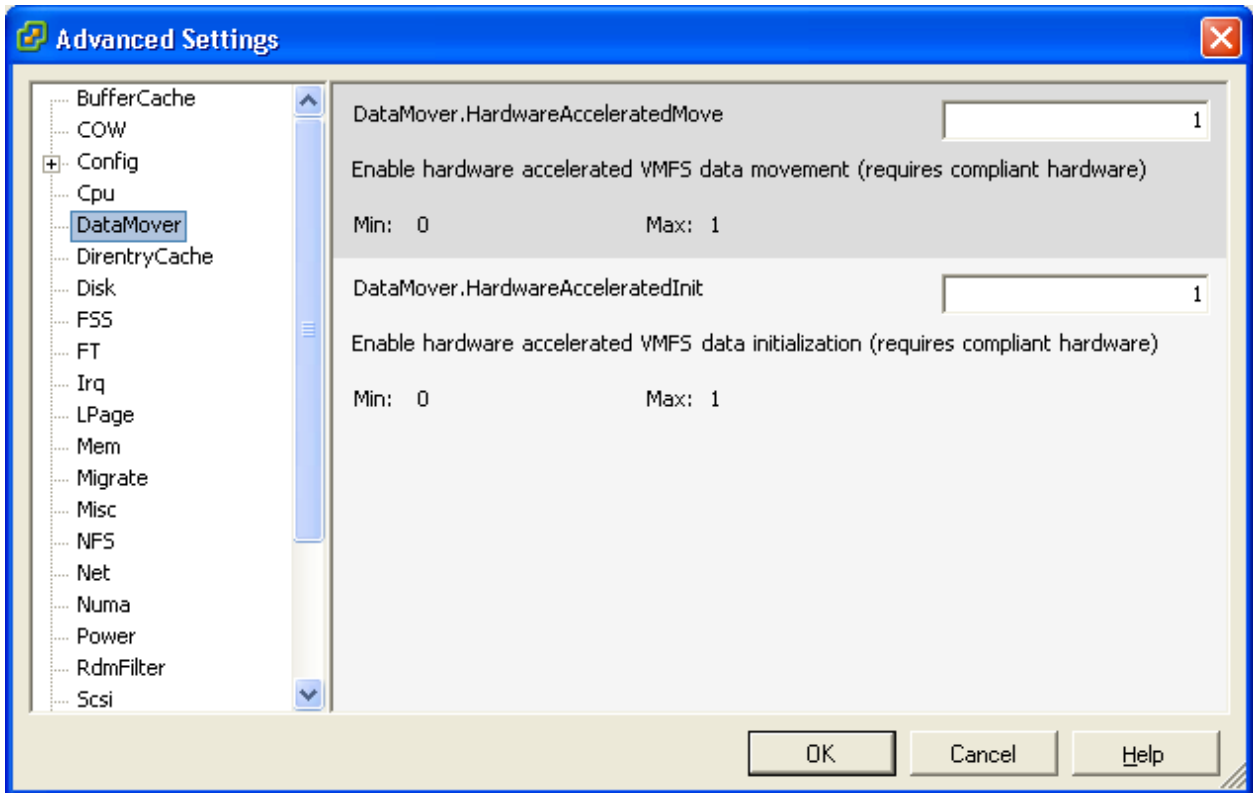 Advanced Settings
BufferCache
COW
Config
Cpu
DataMover
DirentryCache
Disk
FSS
FT
Irq
LPage
Mem
Migrate
Misc
NFS
Net
Numa
Power
RdmFilter
Scsi
DataMover.HardwareAcceleratedMove 1
Enable hardware accelerated VMFS data movement (requires compliant hardware)
Min: 0 Max: 1
DataMover.HardwareAcceleratedInit 1
Enable hardware accelerated VMFS data initialization (requires compliant hardware)
Min: 0 Max: 1
OK Cancel Help